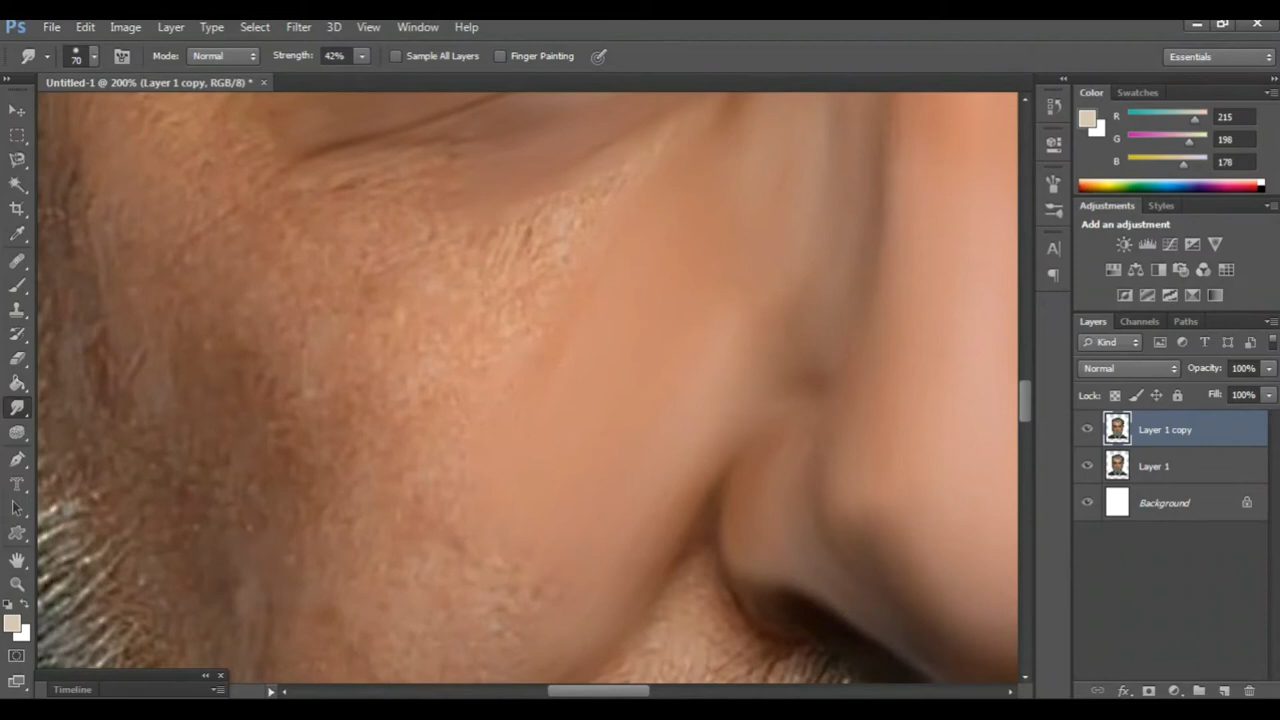 Ps File Edit Image Layer Type Select Filter 3D View Window Help
70 Mode: Normal Strength: 42% Sample All Layers Finger Painting Essentials
Untitled-1 @ 200% (Layer 1 copy, RGB/8) *
Color Swatches
R 215
G 198
B 178
Adjustments Styles
Add an adjustment
Layers Channels Paths
Kind
Normal Opacity: 100%
Lock: Fill: 100%
Layer 1 copy
Layer 1
Background
Timeline